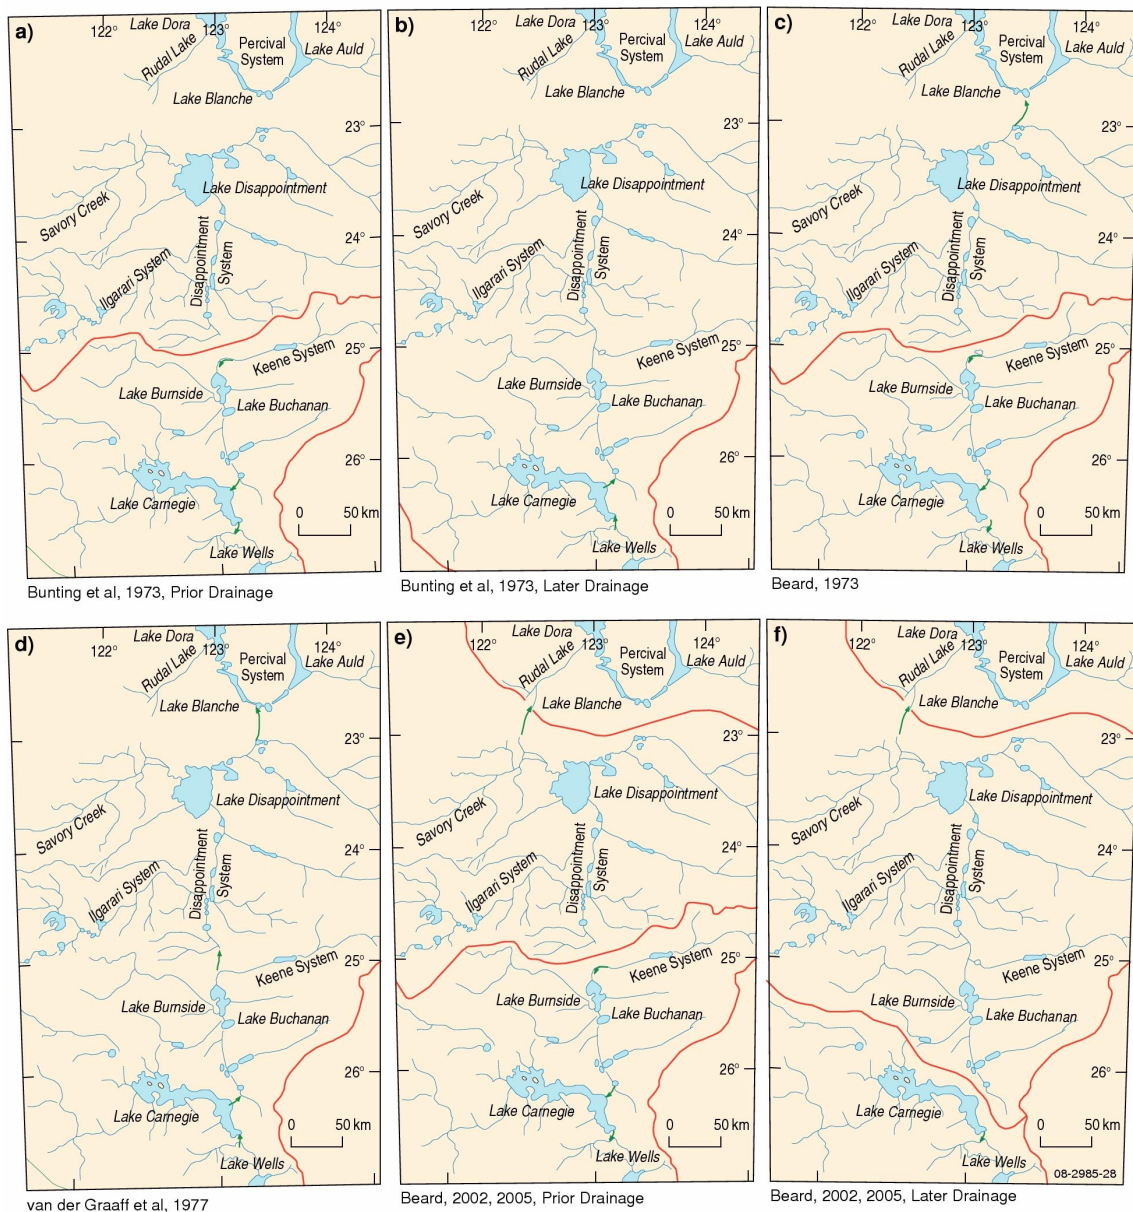 a)
122°
Lake Dora
123°
124°
Rudal Lake
Percival
System
Lake Auld
Lake Blanche
23°
Lake Disappointment
Savory Creek
24°
Ilgarari System
Disappointment
System
25°
Keene System
Lake Burnside
Lake Buchanan
26°
Lake Carnegie
0 50 km
Lake Wells
Bunting et al, 1973, Prior Drainage
b)
122°
Lake Dora
123°
124°
Rudal Lake
Percival
System
Lake Auld
Lake Blanche
23°
Lake Disappointment
Savory Creek
24°
Ilgarari System
Disappointment
System
25°
Keene System
Lake Burnside
Lake Buchanan
26°
Lake Carnegie
0 50 km
Lake Wells
Bunting et al, 1973, Later Drainage
c)
122°
Lake Dora
123°
124°
Rudal Lake
Percival
System
Lake Auld
Lake Blanche
23°
Lake Disappointment
Savory Creek
24°
Ilgarari System
Disappointment
System
25°
Keene System
Lake Burnside
Lake Buchanan
26°
Lake Carnegie
0 50 km
Lake Wells
Beard, 1973
d)
122°
Lake Dora
123°
124°
Rudal Lake
Percival
System
Lake Auld
Lake Blanche
23°
Lake Disappointment
Savory Creek
24°
Ilgarari System
Disappointment
System
25°
Keene System
Lake Burnside
Lake Buchanan
26°
Lake Carnegie
0 50 km
Lake Wells
van der Graaff et al, 1977
e)
122°
Lake Dora
123°
124°
Rudal Lake
Percival
System
Lake Auld
Lake Blanche
23°
Lake Disappointment
Savory Creek
24°
Ilgarari System
Disappointment
System
25°
Keene System
Lake Burnside
Lake Buchanan
26°
Lake Carnegie
0 50 km
Lake Wells
Beard, 2002, 2005, Prior Drainage
f)
122°
Lake Dora
123°
124°
Rudal Lake
Percival
System
Lake Auld
Lake Blanche
23°
Lake Disappointment
Savory Creek
24°
Ilgarari System
Disappointment
System
25°
Keene System
Lake Burnside
Lake Buchanan
26°
Lake Carnegie
0 50 km
Lake Wells
08-2985-28
Beard, 2002, 2005, Later Drainage